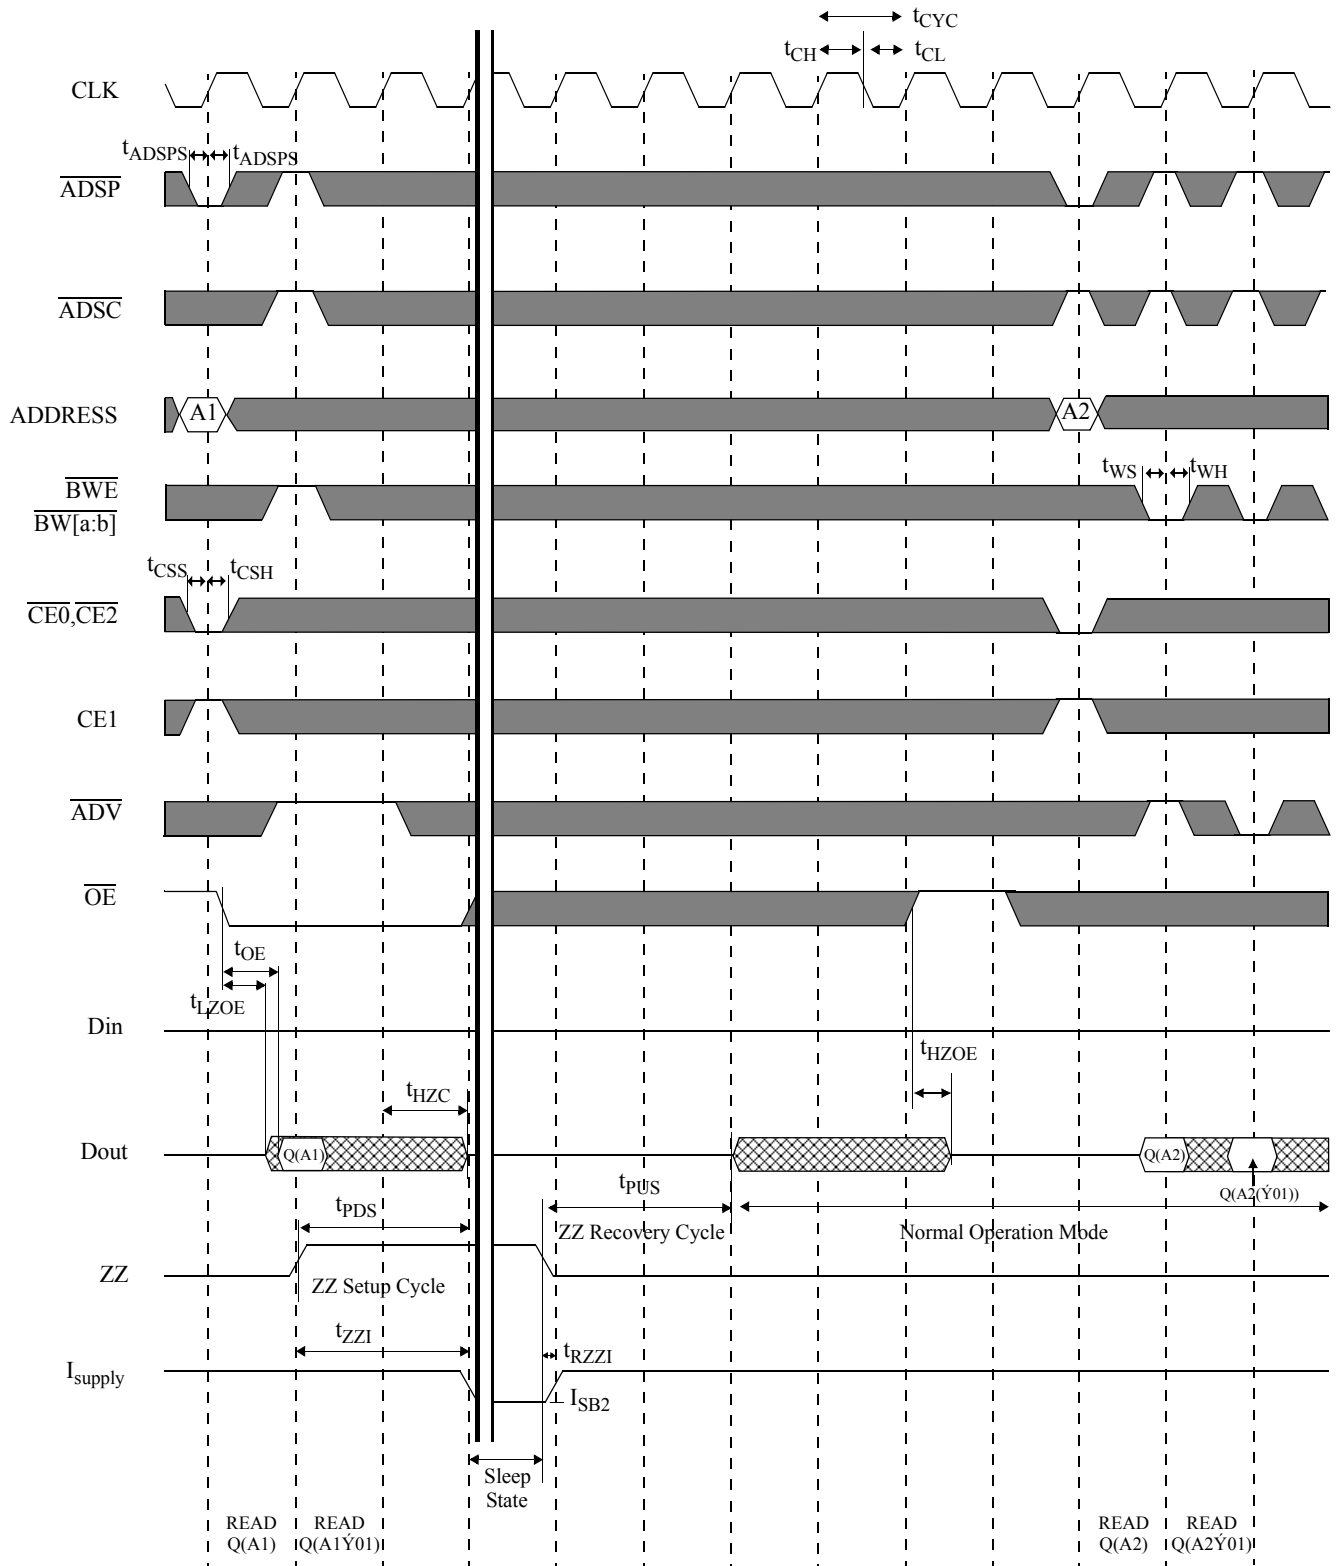 tCYC
tCH
tCL
CLK
tADSPS
tADSPS
ADSP
ADSC
ADDRESS
A1
A2
BWE
BW[a:b]
tWS
tWH
tCSS
tCSH
CE0,CE2
CE1
ADV
OE
tOE
tLZOE
Din
tHZOE
tHZC
Dout
Q(A1)
Q(A2)
Q(A2(Ý01))
tPUS
tPDS
ZZ Recovery Cycle
Normal Operation Mode
ZZ
ZZ Setup Cycle
tZZI
tRZZI
Isupply
ISB2
Sleep
State
READ
Q(A1)
READ
Q(A1Ý01)
READ
Q(A2)
READ
Q(A2Ý01)